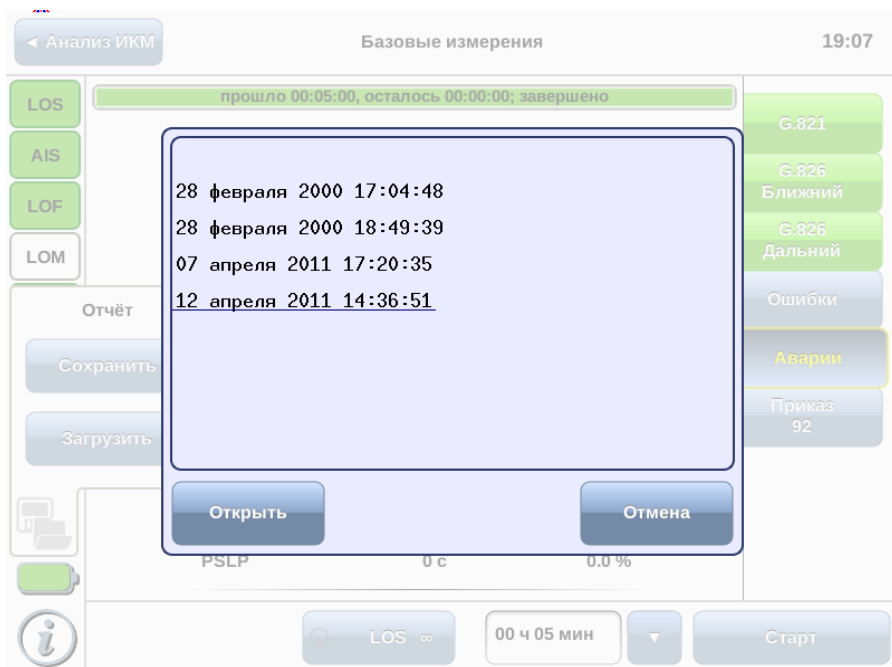 ◄ Анализ ИКМ
Базовые измерения
19:07
прошло 00:05:00, осталось 00:00:00; завершено
LOS
AIS
LOF
LOM
Отчёт
Сохранить
Загрузить
28 февраля 2000 17:04:48
28 февраля 2000 18:49:39
07 апреля 2011 17:20:35
12 апреля 2011 14:36:51
Открыть
Отмена
G.821
G.826
Ближний
G.826
Дальний
Ошибки
Аварии
Приказ
92
PSLP 0 с 0.0 %
i
LOS ∞
00 ч 05 мин
▼
Старт